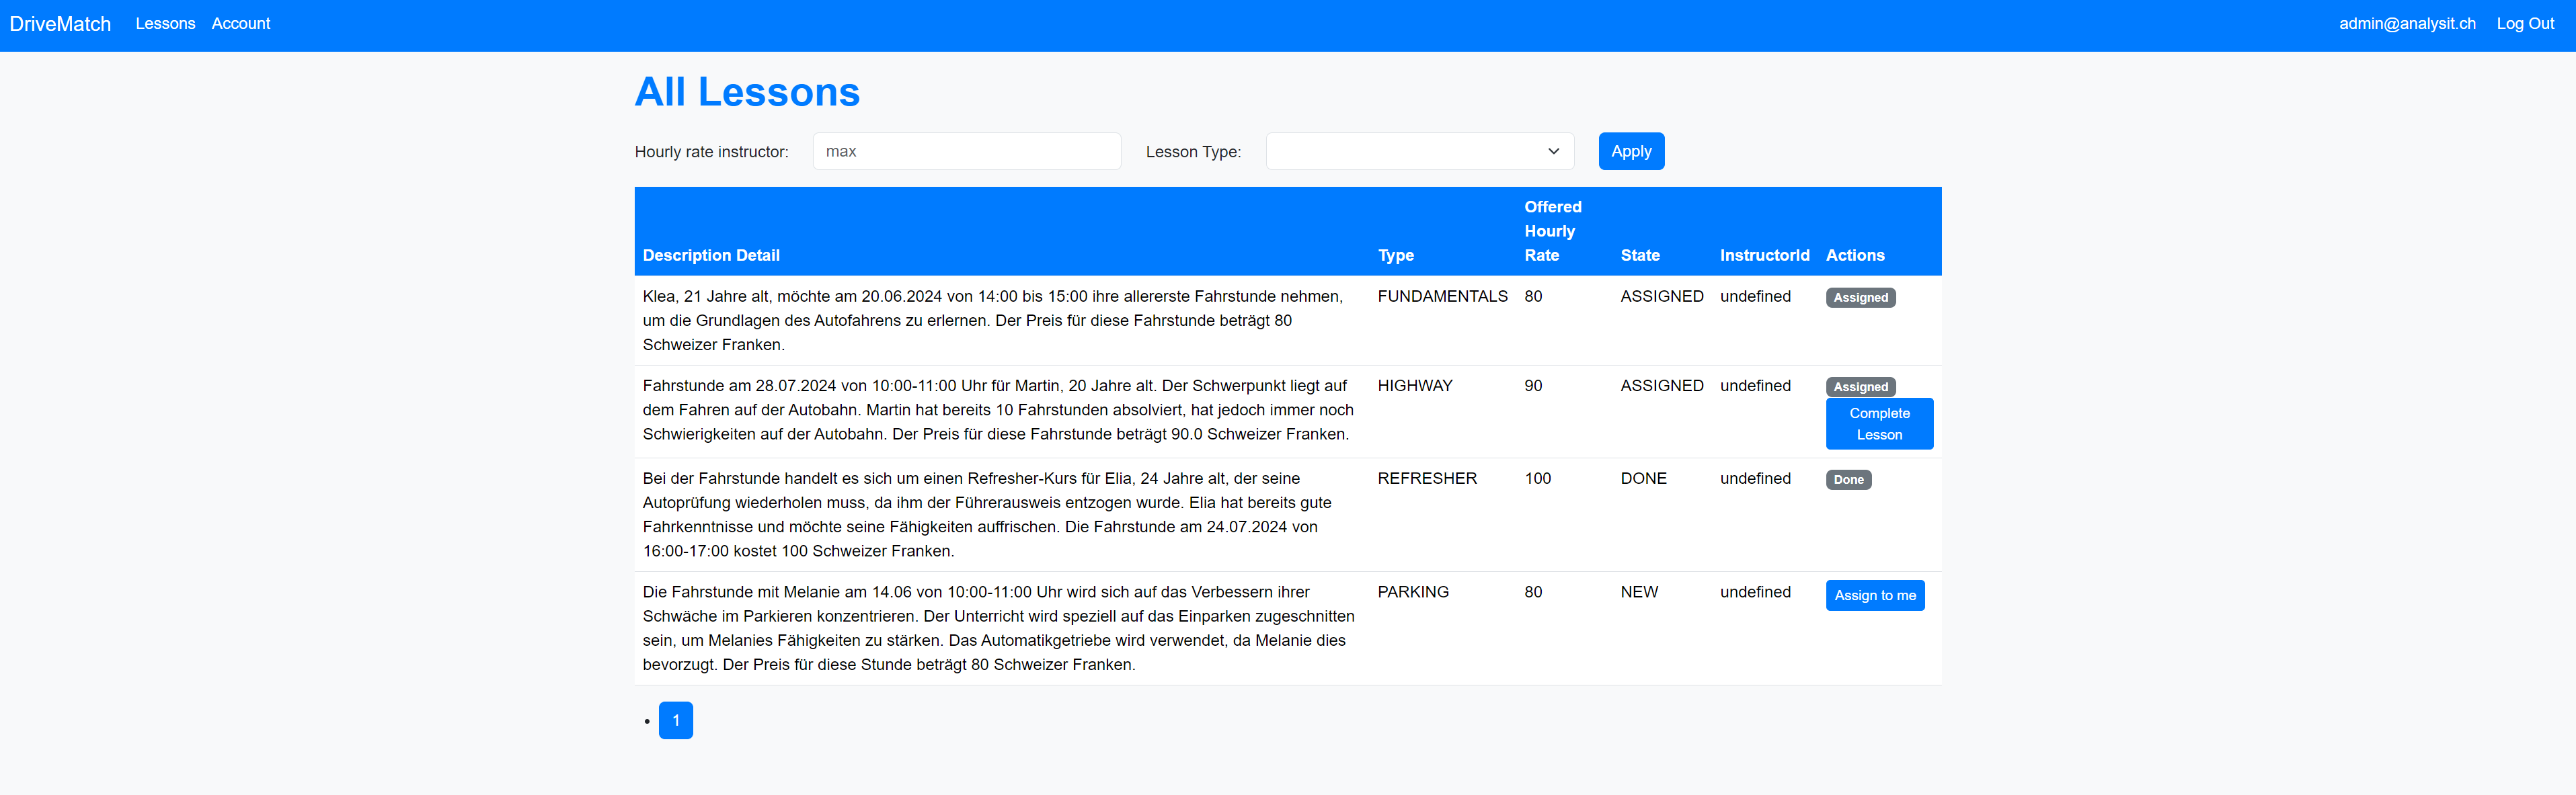 DriveMatch Lessons Account admin@analysit.ch Log Out
All Lessons
Hourly rate instructor: max Lesson Type: Apply
Description Detail Type Offered Hourly Rate State InstructorId Actions
Klea, 21 Jahre alt, möchte am 20.06.2024 von 14:00 bis 15:00 ihre allererste Fahrstunde nehmen, FUNDAMENTALS 80 ASSIGNED undefined Assigned
um die Grundlagen des Autofahrens zu erlernen. Der Preis für diese Fahrstunde beträgt 80
Schweizer Franken.
Fahrstunde am 28.07.2024 von 10:00-11:00 Uhr für Martin, 20 Jahre alt. Der Schwerpunkt liegt auf HIGHWAY 90 ASSIGNED undefined Assigned
dem Fahren auf der Autobahn. Martin hat bereits 10 Fahrstunden absolviert, hat jedoch immer noch Complete
Schwierigkeiten auf der Autobahn. Der Preis für diese Fahrstunde beträgt 90.0 Schweizer Franken. Lesson
Bei der Fahrstunde handelt es sich um einen Refresher-Kurs für Elia, 24 Jahre alt, der seine REFRESHER 100 DONE undefined Done
Autoprüfung wiederholen muss, da ihm der Führerausweis entzogen wurde. Elia hat bereits gute
Fahrkenntnisse und möchte seine Fähigkeiten auffrischen. Die Fahrstunde am 24.07.2024 von
16:00-17:00 kostet 100 Schweizer Franken.
Die Fahrstunde mit Melanie am 14.06 von 10:00-11:00 Uhr wird sich auf das Verbessern ihrer PARKING 80 NEW undefined Assign to me
Schwäche im Parkieren konzentrieren. Der Unterricht wird speziell auf das Einparken zugeschnitten
sein, um Melanies Fähigkeiten zu stärken. Das Automatikgetriebe wird verwendet, da Melanie dies
bevorzugt. Der Preis für diese Stunde beträgt 80 Schweizer Franken.
1